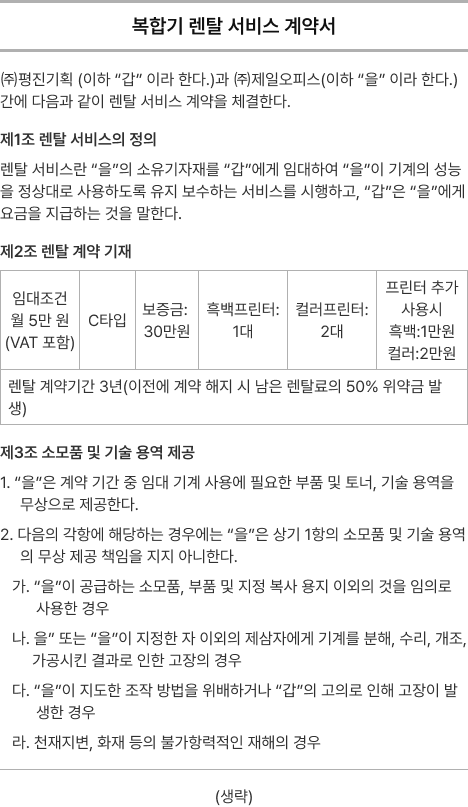 복합기 렌탈 서비스 계약서
㈜평진기획 (이하 “갑” 이라 한다.)과 ㈜제일오피스(이하 “을” 이라 한다.)
간에 다음과 같이 렌탈 서비스 계약을 체결한다.
제1조 렌탈 서비스의 정의
렌탈 서비스란 “을”의 소유기자재를 “갑”에게 임대하여 “을”이 기계의 성능
을 정상대로 사용하도록 유지 보수하는 서비스를 시행하고, “갑”은 “을”에게
요금을 지급하는 것을 말한다.
제2조 렌탈 계약 기재
임대조건
월 5만 원
(VAT 포함)
C타입
보증금:
30만원
흑백프린터:
1대
컬러프린터:
2대
프린터 추가
사용시
흑백:1만원
컬러:2만원
렌탈 계약기간 3년(이전에 계약 해지 시 남은 렌탈료의 50% 위약금 발
생)
제3조 소모품 및 기술 용역 제공
1. “을”은 계약 기간 중 임대 기계 사용에 필요한 부품 및 토너, 기술 용역을
무상으로 제공한다.
2. 다음의 각항에 해당하는 경우에는 “을”은 상기 1항의 소모품 및 기술 용역
의 무상 제공 책임을 지지 아니한다.
가. “을”이 공급하는 소모품, 부품 및 지정 복사 용지 이외의 것을 임의로
사용한 경우
나. 을” 또는 “을”이 지정한 자 이외의 제삼자에게 기계를 분해, 수리, 개조,
가공시킨 결과로 인한 고장의 경우
다. “을”이 지도한 조작 방법을 위배하거나 “갑”의 고의로 인해 고장이 발
생한 경우
라. 천재지변, 화재 등의 불가항력적인 재해의 경우
(생략)